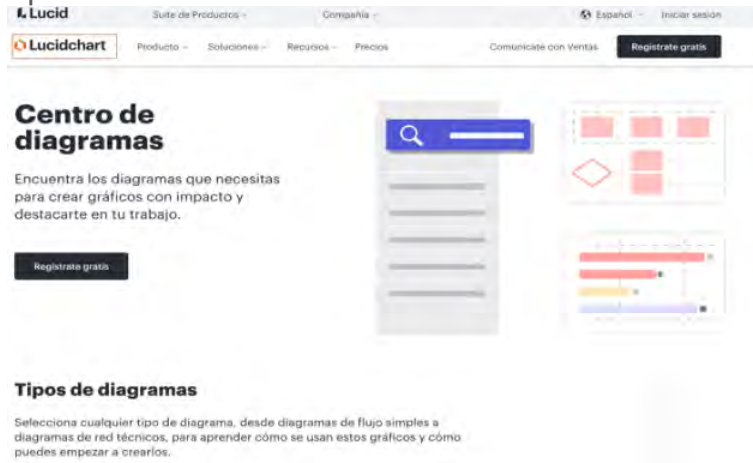 Lucid Suite de Productos Compañía Español Iniciar sesión
Lucidchart Producto Soluciones Recursos Precios Comunícate con Ventas Regístrate gratis
Centro de
diagramas
Encuentra los diagramas que necesitas
para crear gráficos con impacto y
destacarte en tu trabajo.
Regístrate gratis
Tipos de diagramas
Selecciona cualquier tipo de diagrama, desde diagramas de flujo simples a
diagramas de red técnicos, para aprender cómo se usan estos gráficos y cómo
puedes empezar a crearlos.